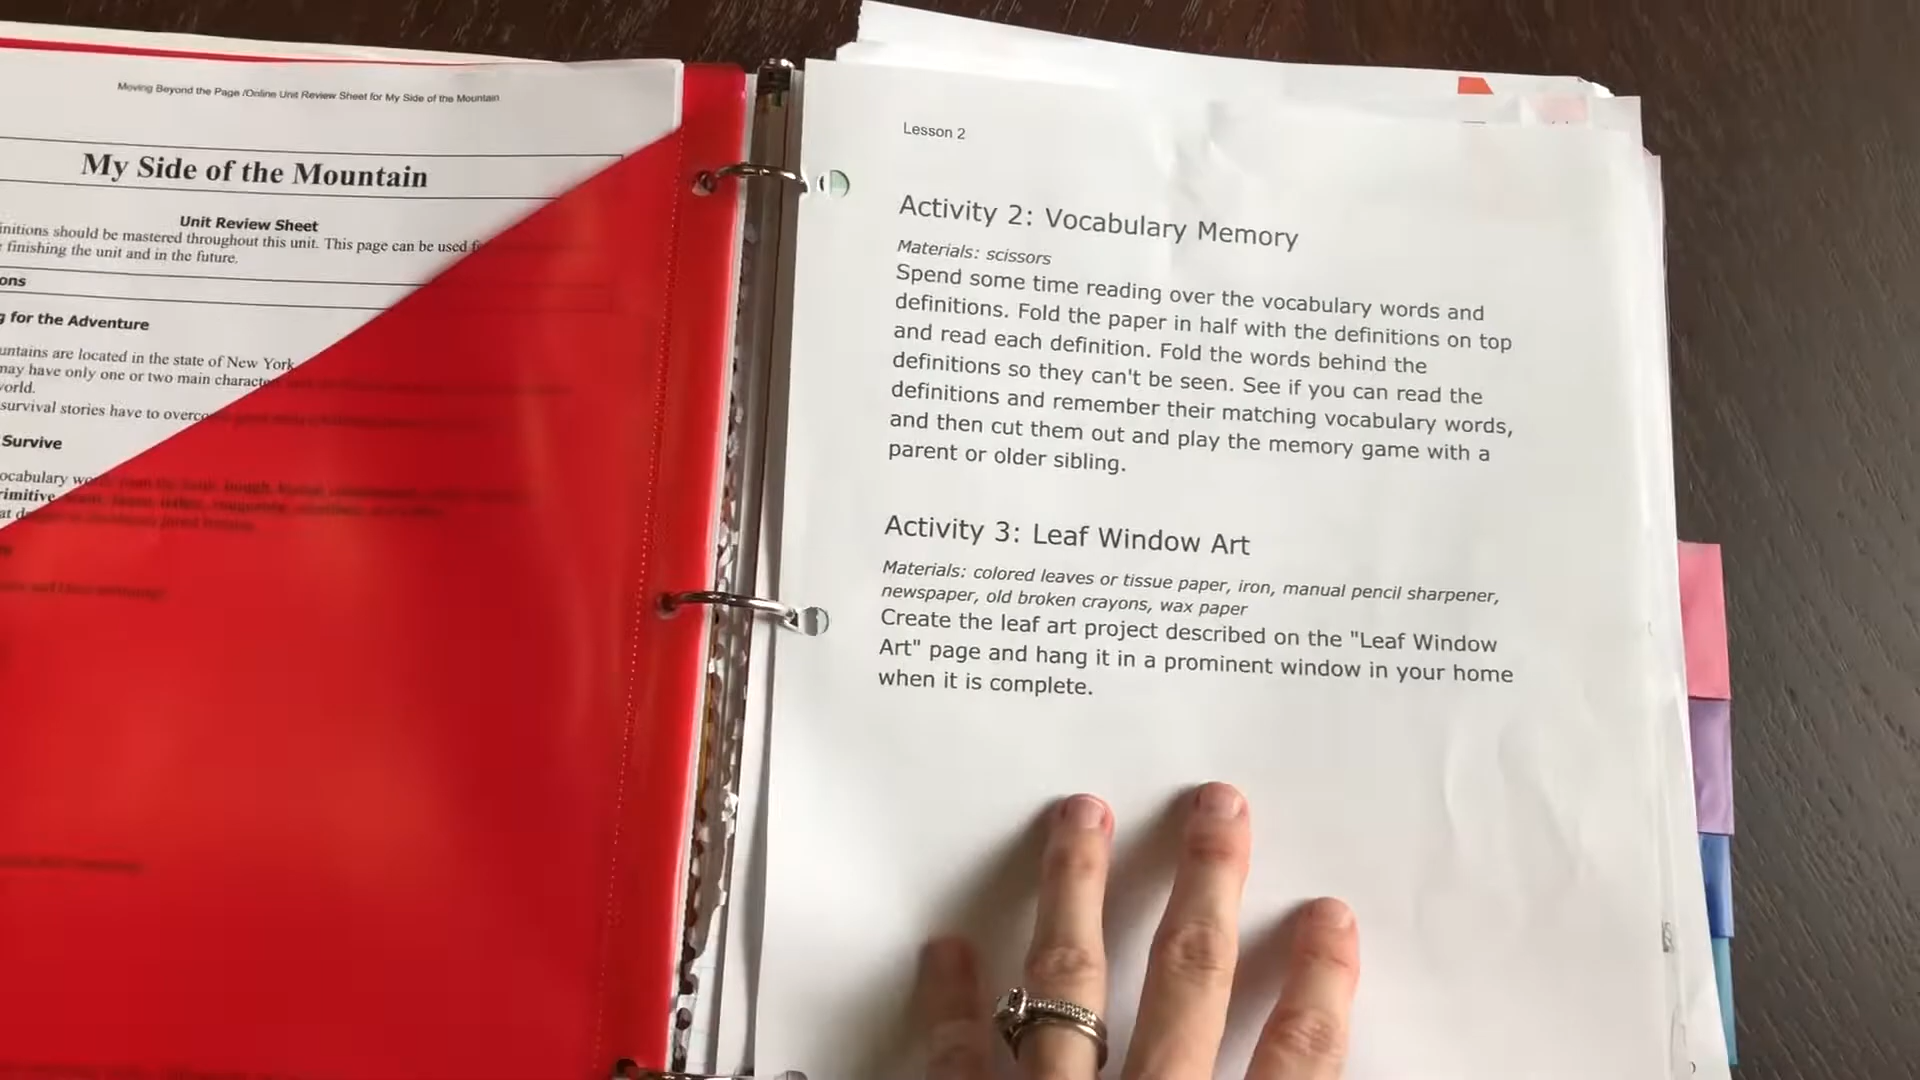 Moving Beyond the Page /Online Unit Review Sheet for My Side of the Mountain
My Side of the Mountain
Unit Review Sheet
initions should be mastered throughout this unit. This page can be used
finishing the unit and in the future.
ons
g for the Adventure
untains are located in the state of New York
may have only one or two main
vorld.
survival stories have to
Survive
ocabulary
rimitive
Lesson 2
Activity 2: Vocabulary Memory
Materials: scissors
Spend some time reading over the vocabulary words and
definitions. Fold the paper in half with the definitions on top
and read each definition. Fold the words behind the
definitions so they can't be seen. See if you can read the
definitions and remember their matching vocabulary words,
and then cut them out and play the memory game with a
parent or older sibling.
Activity 3: Leaf Window Art
Materials: colored leaves or tissue paper, iron, manual pencil sharpener,
newspaper, old broken crayons, wax paper
Create the leaf art project described on the "Leaf Window
Art" page and hang it in a prominent window in your home
when it is complete.